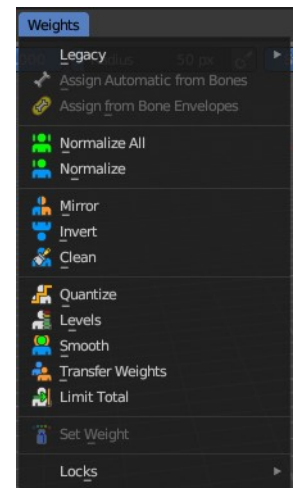 Weights
Legacy
Assign Automatic from Bones
Assign from Bone Envelopes
Normalize All
Normalize
Mirror
Invert
Clean
Quantize
Levels
Smooth
Transfer Weights
Limit Total
Set Weight
Locks